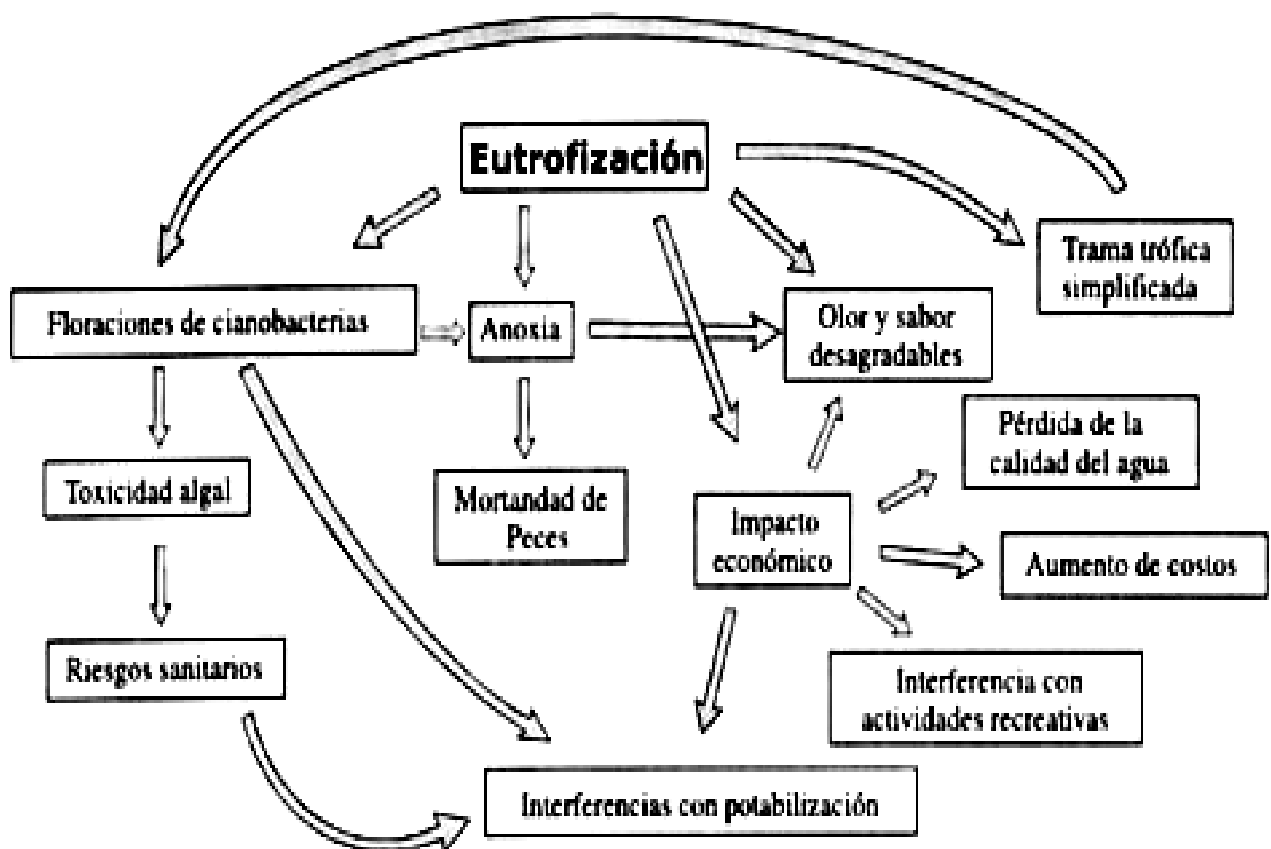 Eutrofización
Trama trófica
simplificada
Floraciones de cianobacterias
Anoxia
Olor y sabor
desagradables
Pérdida de la
calidad del agua
Toxicidad algal
Mortandad de
Peces
Impacto
económico
Aumento de costos
Riesgos sanitarios
Interferencia con
actividades recreativas
Interferencias con potabilización